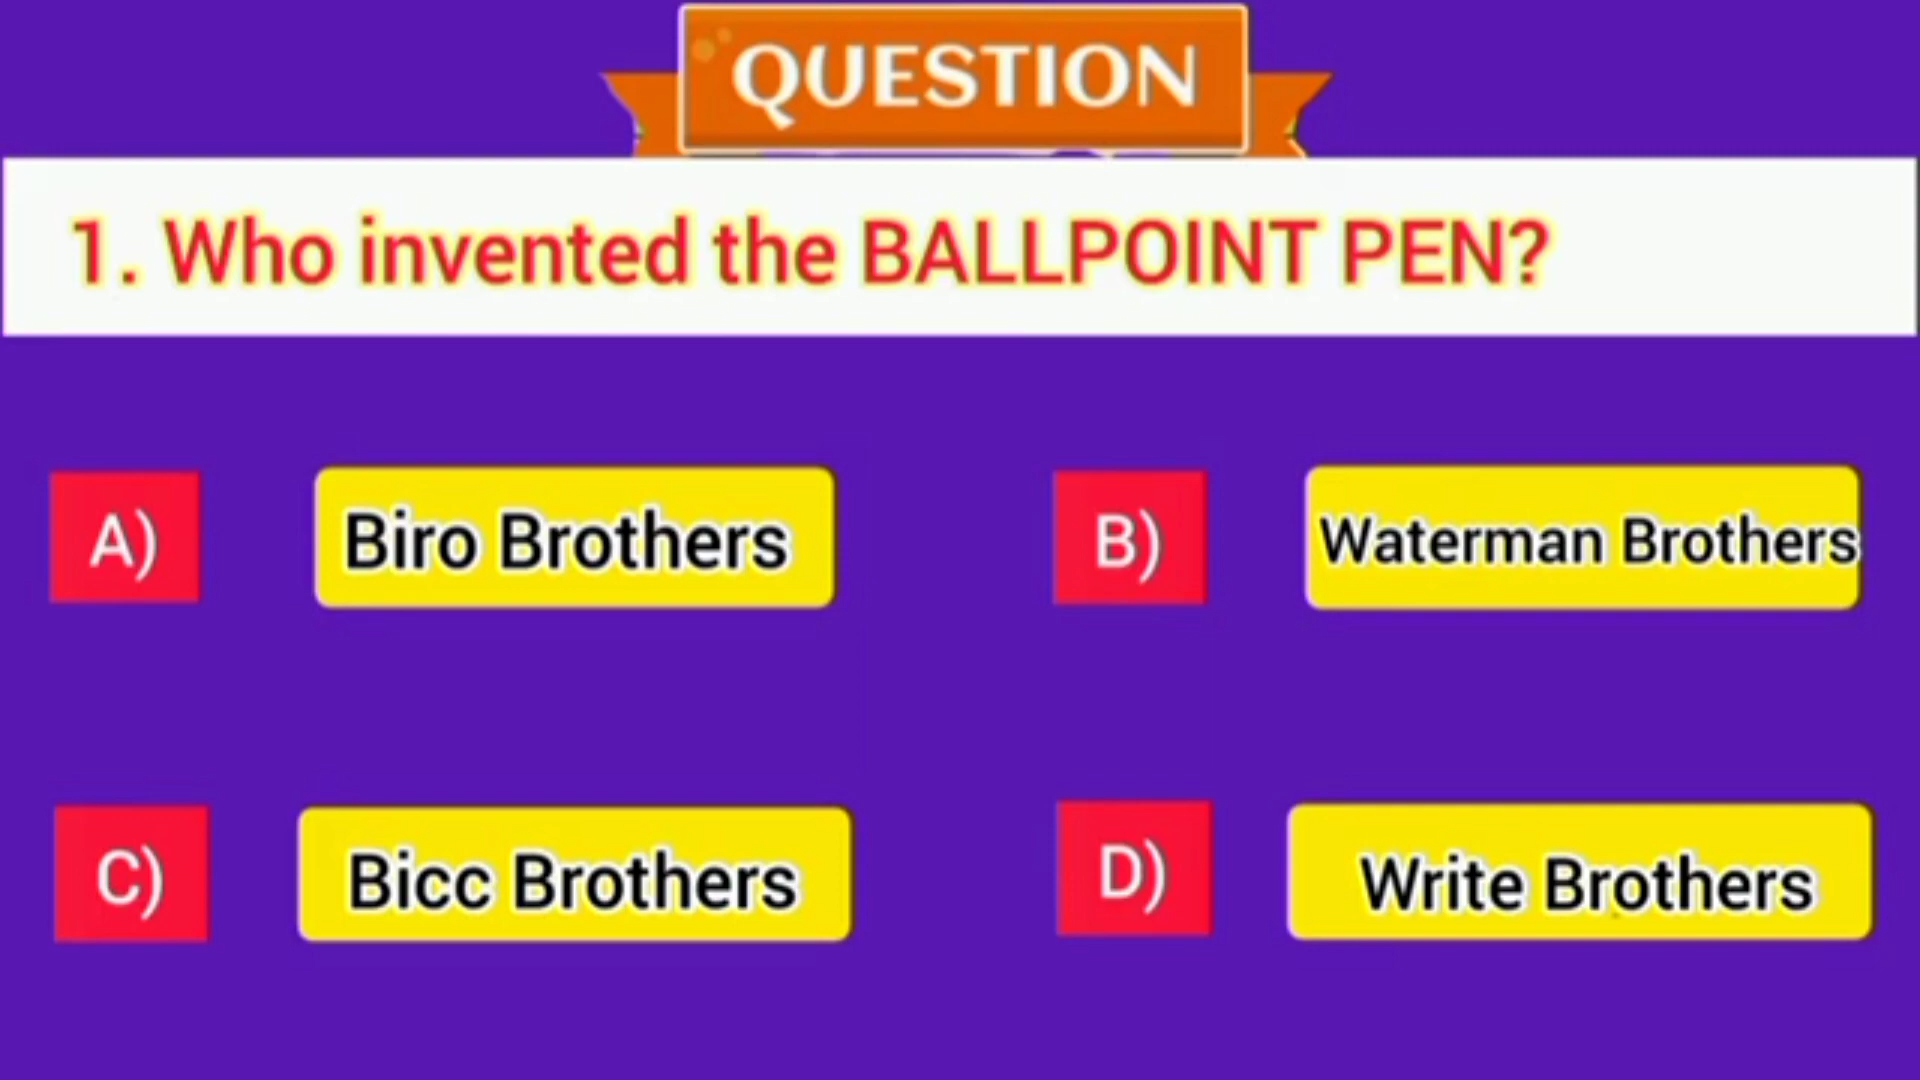 QUESTION
1. Who invented the BALLPOINT PEN?
A) Biro Brothers
B) Waterman Brothers
C) Bicc Brothers
D) Write Brothers